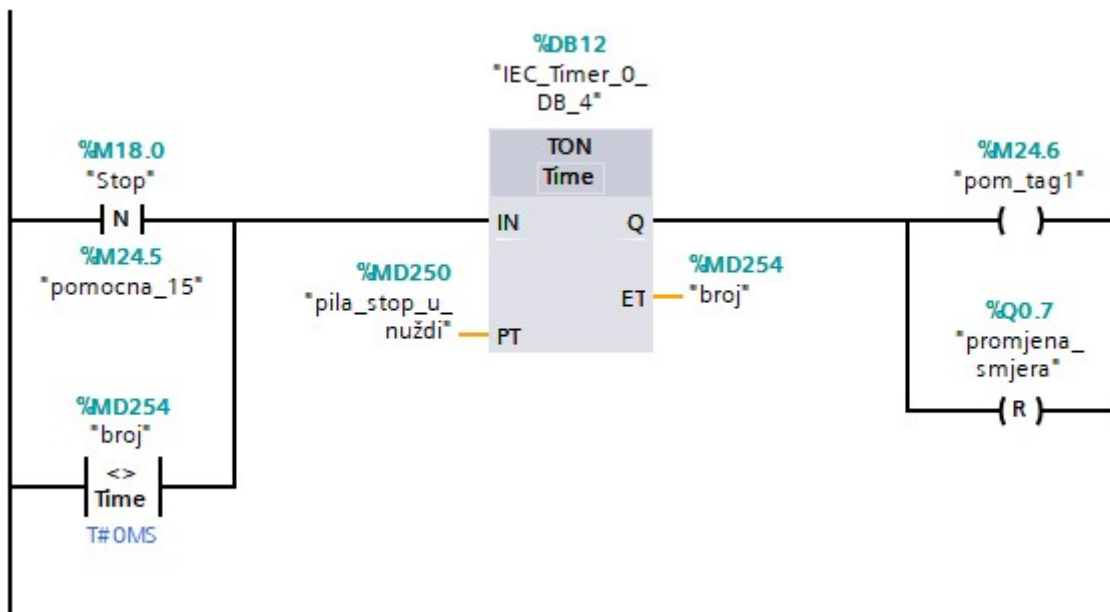 %DB12
"IEC_Timer_0_
DB_4"
TON
Time
%M18.0
"Stop"
N
%M24.5
"pomocna_15"
IN
Q
%MD250
"pila_stop_u_
nuždi"
PT
ET
%MD254
"broj"
%M24.6
"pom_tag1"
%Q0.7
"promjena_
smjera"
R
%MD254
"broj"
<>
Time
T#0MS